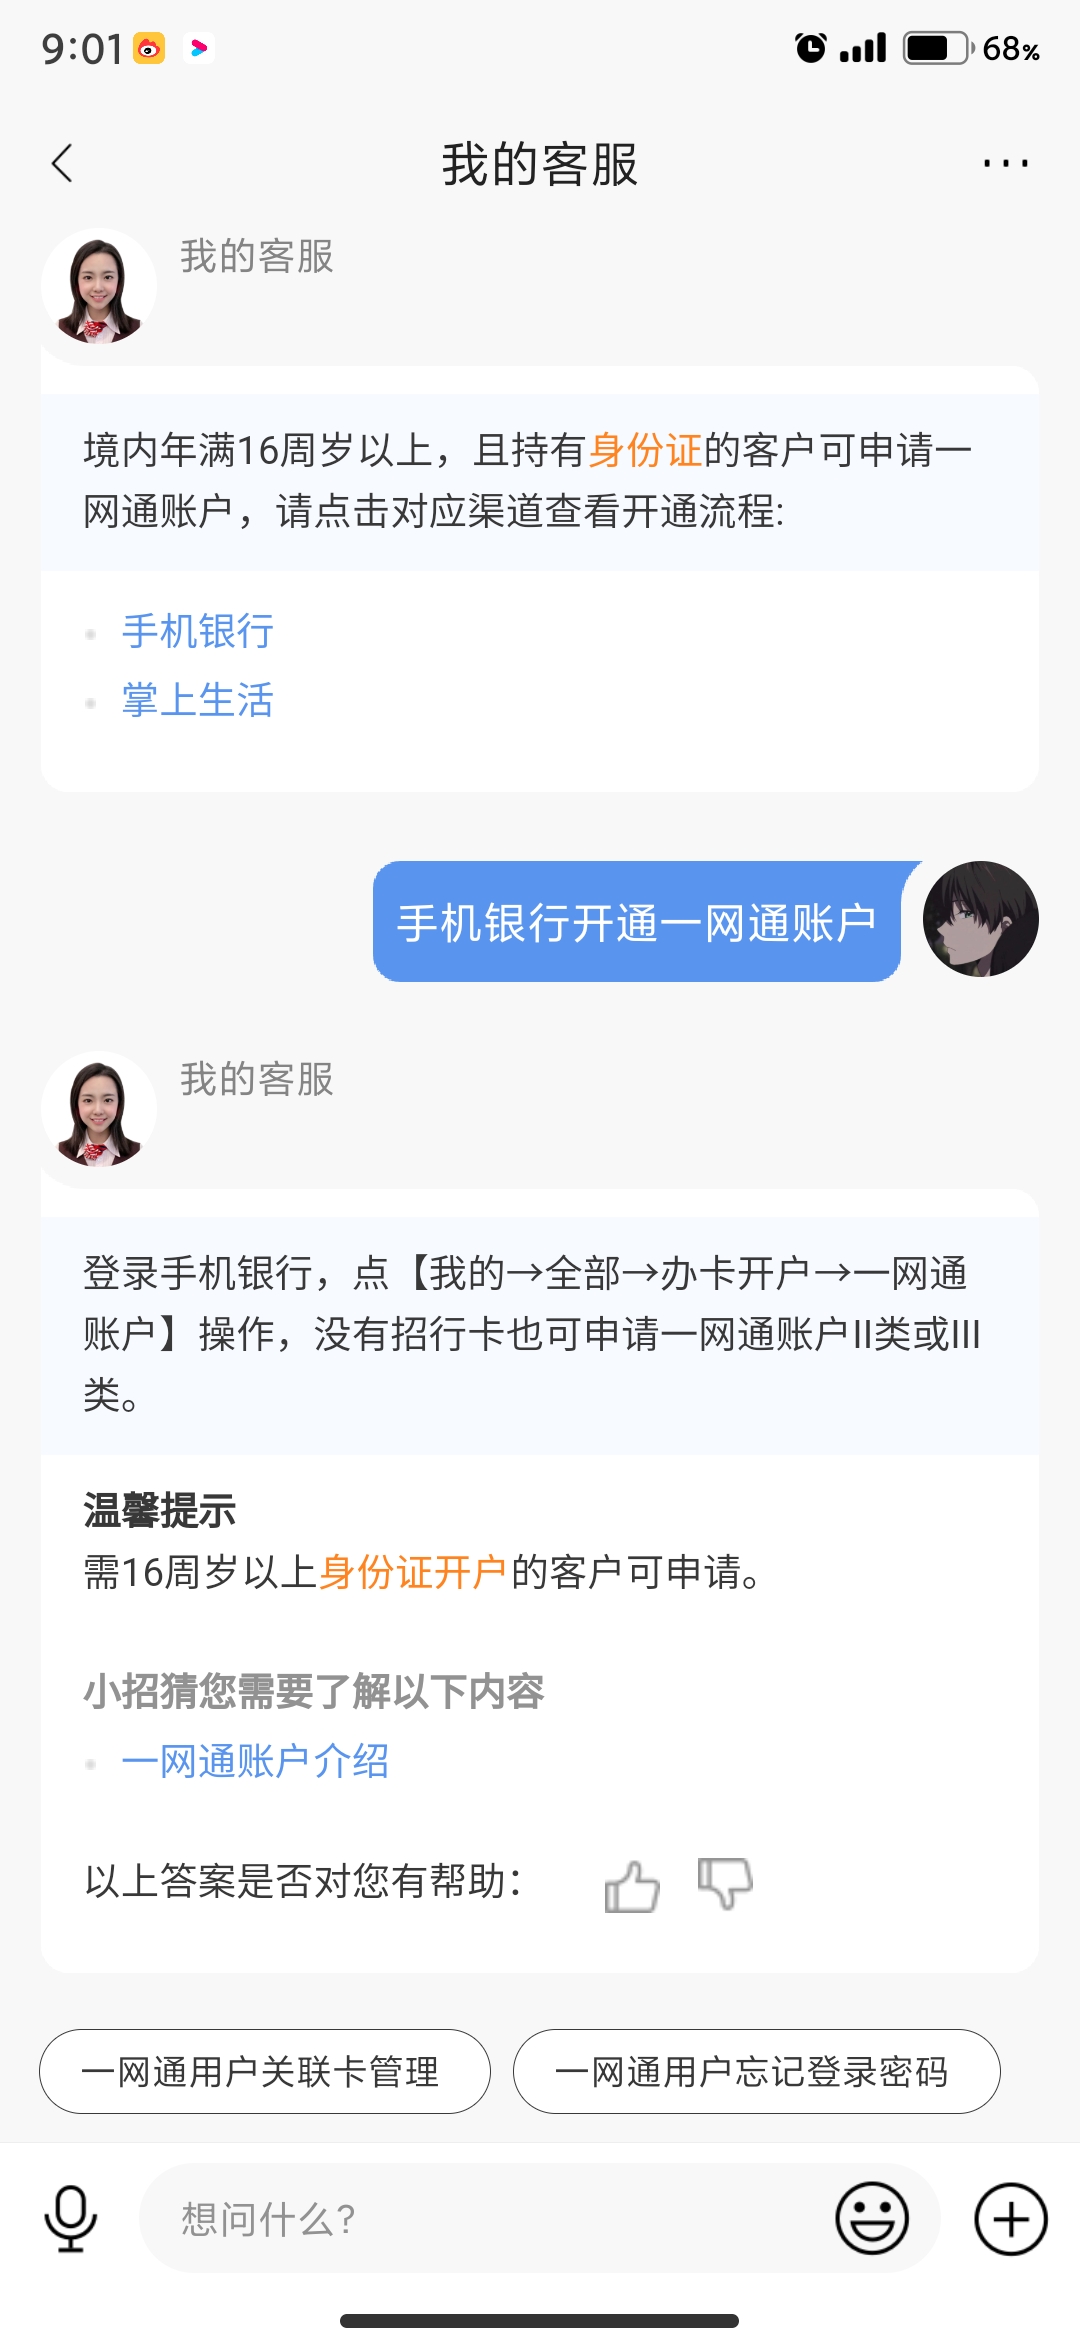 9:01
68%
我的客服
我的客服
境内年满16周岁以上，且持有身份证的客户可申请一
网通账户，请点击对应渠道查看开通流程:
手机银行
掌上生活
手机银行开通一网通账户
我的客服
登录手机银行，点【我的→全部→办卡开户→一网通
账户】操作，没有招行卡也可申请一网通账户II类或III
类。
温馨提示
需16周岁以上身份证开户的客户可申请。
小招猜您需要了解以下内容
一网通账户介绍
以上答案是否对您有帮助：
一网通用户关联卡管理
一网通用户忘记登录密码
想问什么？